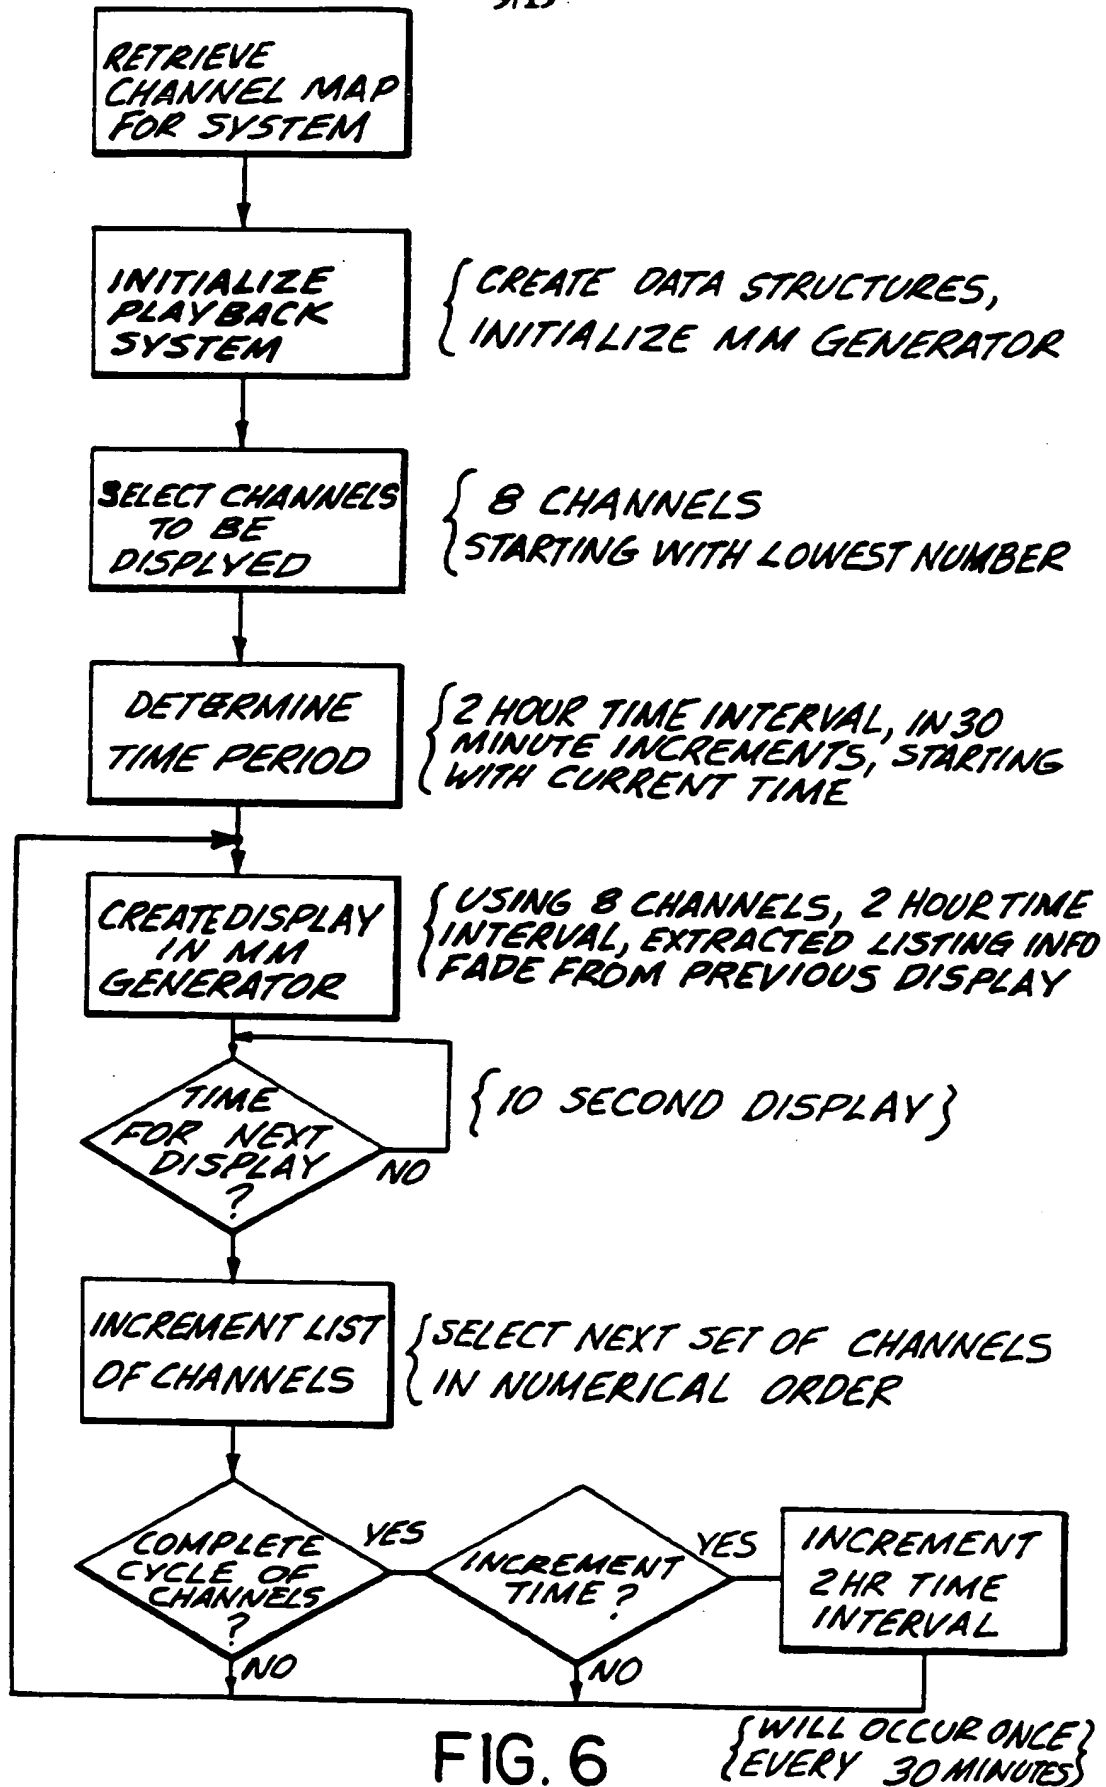 RETRIEVE
CHANNEL MAP
FOR SYSTEM
INITIALIZE
PLAYBACK
SYSTEM
{ CREATE DATA STRUCTURES,
INITIALIZE MM GENERATOR
SELECT CHANNELS
TO BE
DISPLYED
{ 8 CHANNELS
STARTING WITH LOWEST NUMBER
DETERMINE
TIME PERIOD
{ 2 HOUR TIME INTERVAL, IN 30
MINUTE INCREMENTS, STARTING
WITH CURRENT TIME
CREATE DISPLAY
IN MM
GENERATOR
{ USING 8 CHANNELS, 2 HOUR TIME
INTERVAL, EXTRACTED LISTING INFO
FADE FROM PREVIOUS DISPLAY
TIME
FOR NEXT
DISPLAY
?
NO
{ 10 SECOND DISPLAY }
INCREMENT LIST
OF CHANNELS
{ SELECT NEXT SET OF CHANNELS
IN NUMERICAL ORDER
COMPLETE
CYCLE OF
CHANNELS
?
YES
NO
INCREMENT
TIME ?
YES
NO
INCREMENT
2 HR TIME
INTERVAL
{ WILL OCCUR ONCE }
EVERY 30 MINUTES
FIG. 6